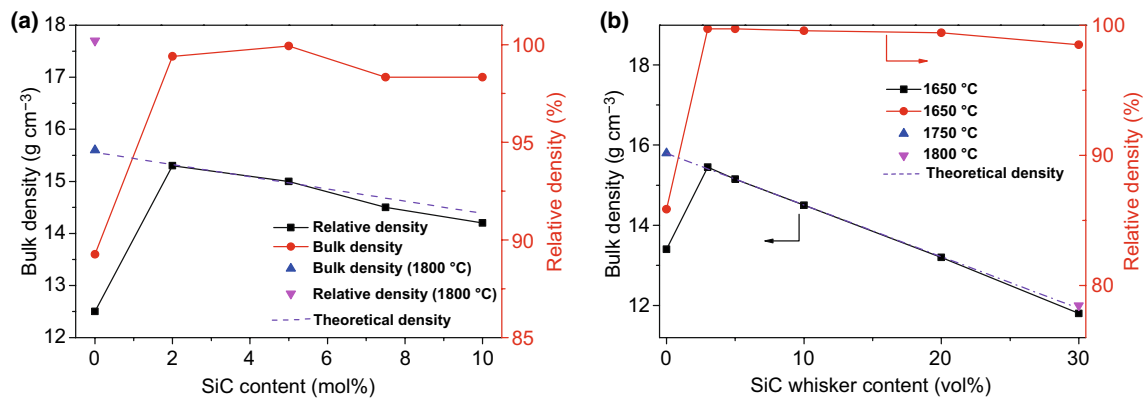 (a)
18
17
16
15
14
13
12
Bulk density (g cm⁻³)
100
95
90
85
Relative density (%)
Relative density
Bulk density
Bulk density (1800 °C)
Relative density (1800 °C)
Theoretical density
0 2 4 6 8 10
SiC content (mol%)
(b)
18
16
14
12
Bulk density (g cm⁻³)
100
90
80
Relative density (%)
1650 °C
1650 °C
1750 °C
1800 °C
Theoretical density
0 10 20 30
SiC whisker content (vol%)